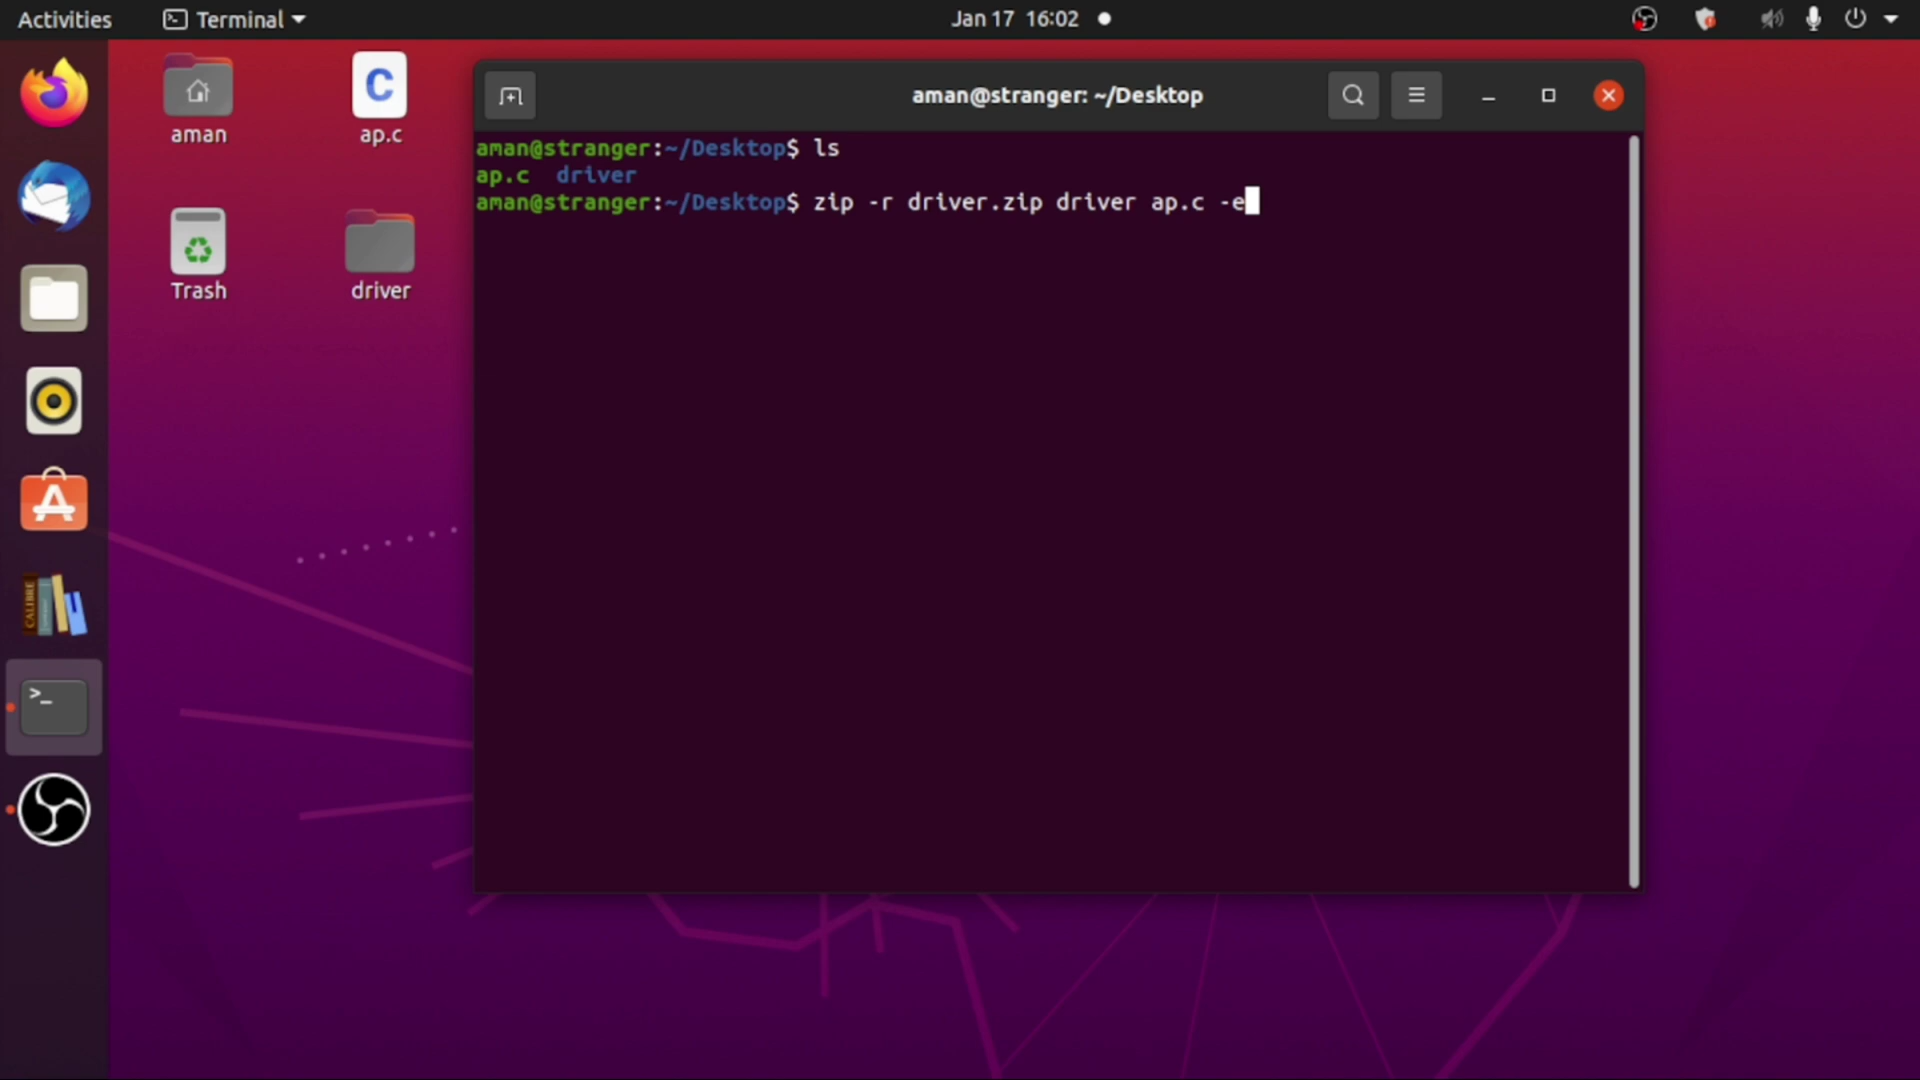 Activities Terminal Jan 17 16:02
aman ap.c
Trash driver
CALIBRE
aman@stranger: ~/Desktop
aman@stranger:~/Desktop$ ls
ap.c driver
aman@stranger:~/Desktop$ zip -r driver.zip driver ap.c -e